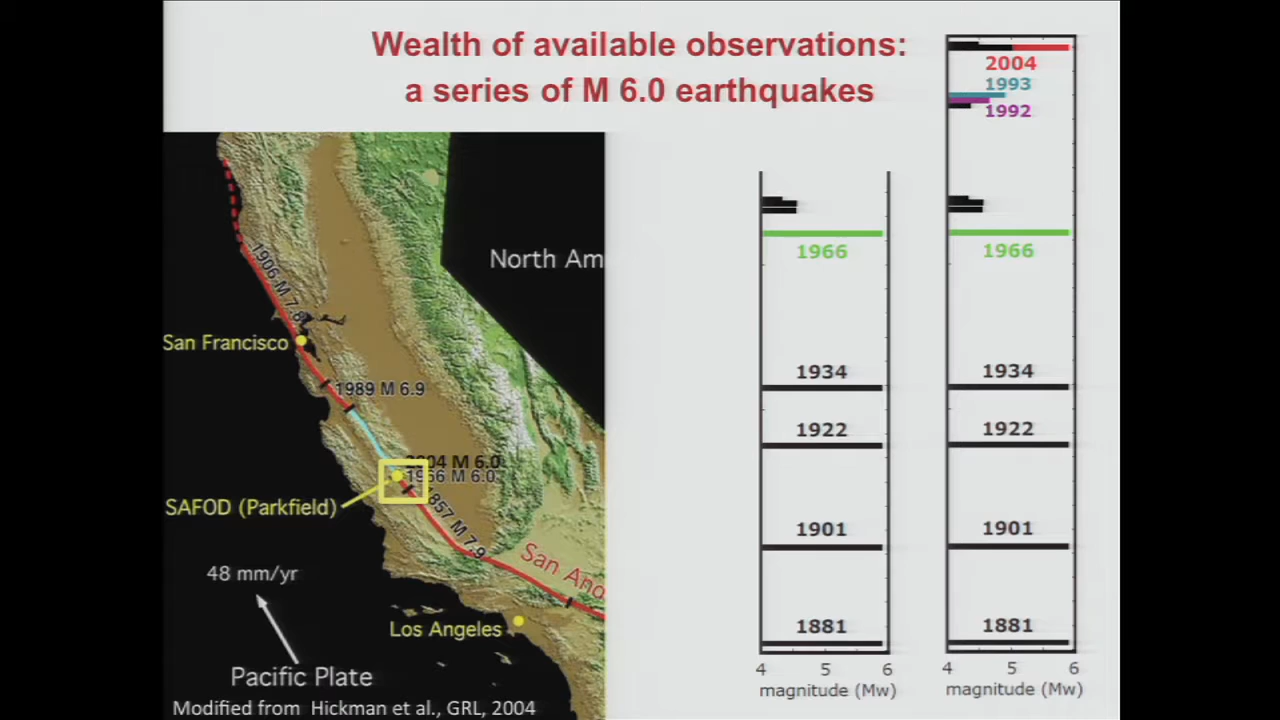 Wealth of available observations:
a series of M 6.0 earthquakes
North Am
1906 M 7.8
San Francisco
1989 M 6.9
2004 M 6.0
1966 M 6.0
SAFOD (Parkfield)
1857 M 7.9
San And
48 mm/yr
Los Angeles
Pacific Plate
Modified from Hickman et al., GRL, 2004
1966
1934
1922
1901
1881
4 5 6
magnitude (Mw)
2004
1993
1992
1966
1934
1922
1901
1881
4 5 6
magnitude (Mw)